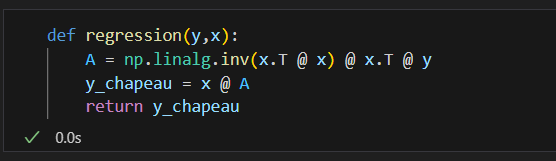 def regression(y,x):
    A = np.linalg.inv(x.T @ x) @ x.T @ y
    y_chapeau = x @ A
    return y_chapeau
✓ 0.0s